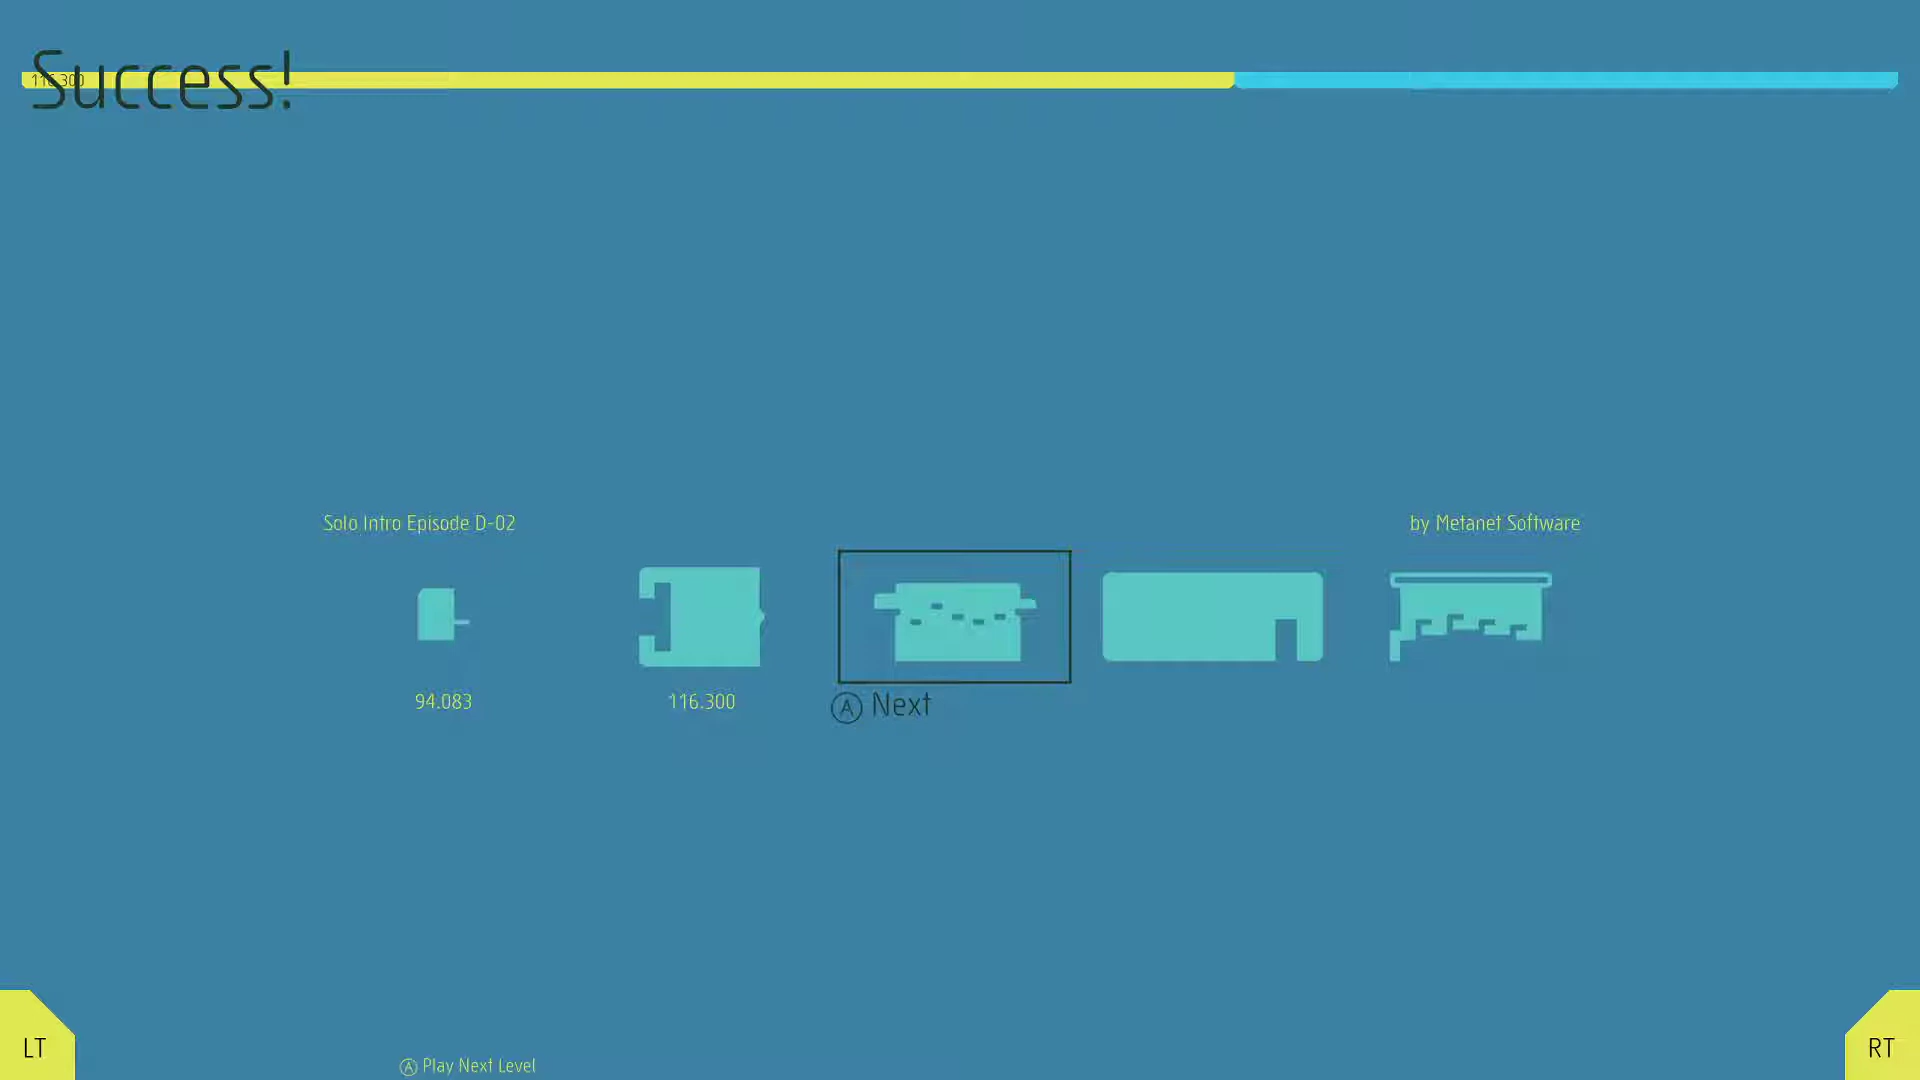 Success!
116.300
Solo Intro Episode D-02
by Metanet Software
94.083
116.300
A Next
LT
RT
A Play Next Level